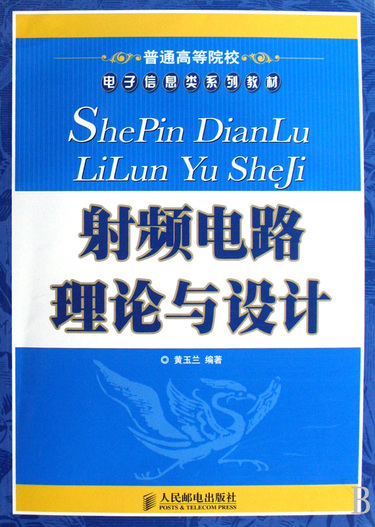 普通高等院校
电子信息类系列教材
ShePin DianLu
LiLun Yu SheJi
射频电路
理论与设计
◎ 黄玉兰 编著
人民邮电出版社
POSTS & TELECOM PRESS
B